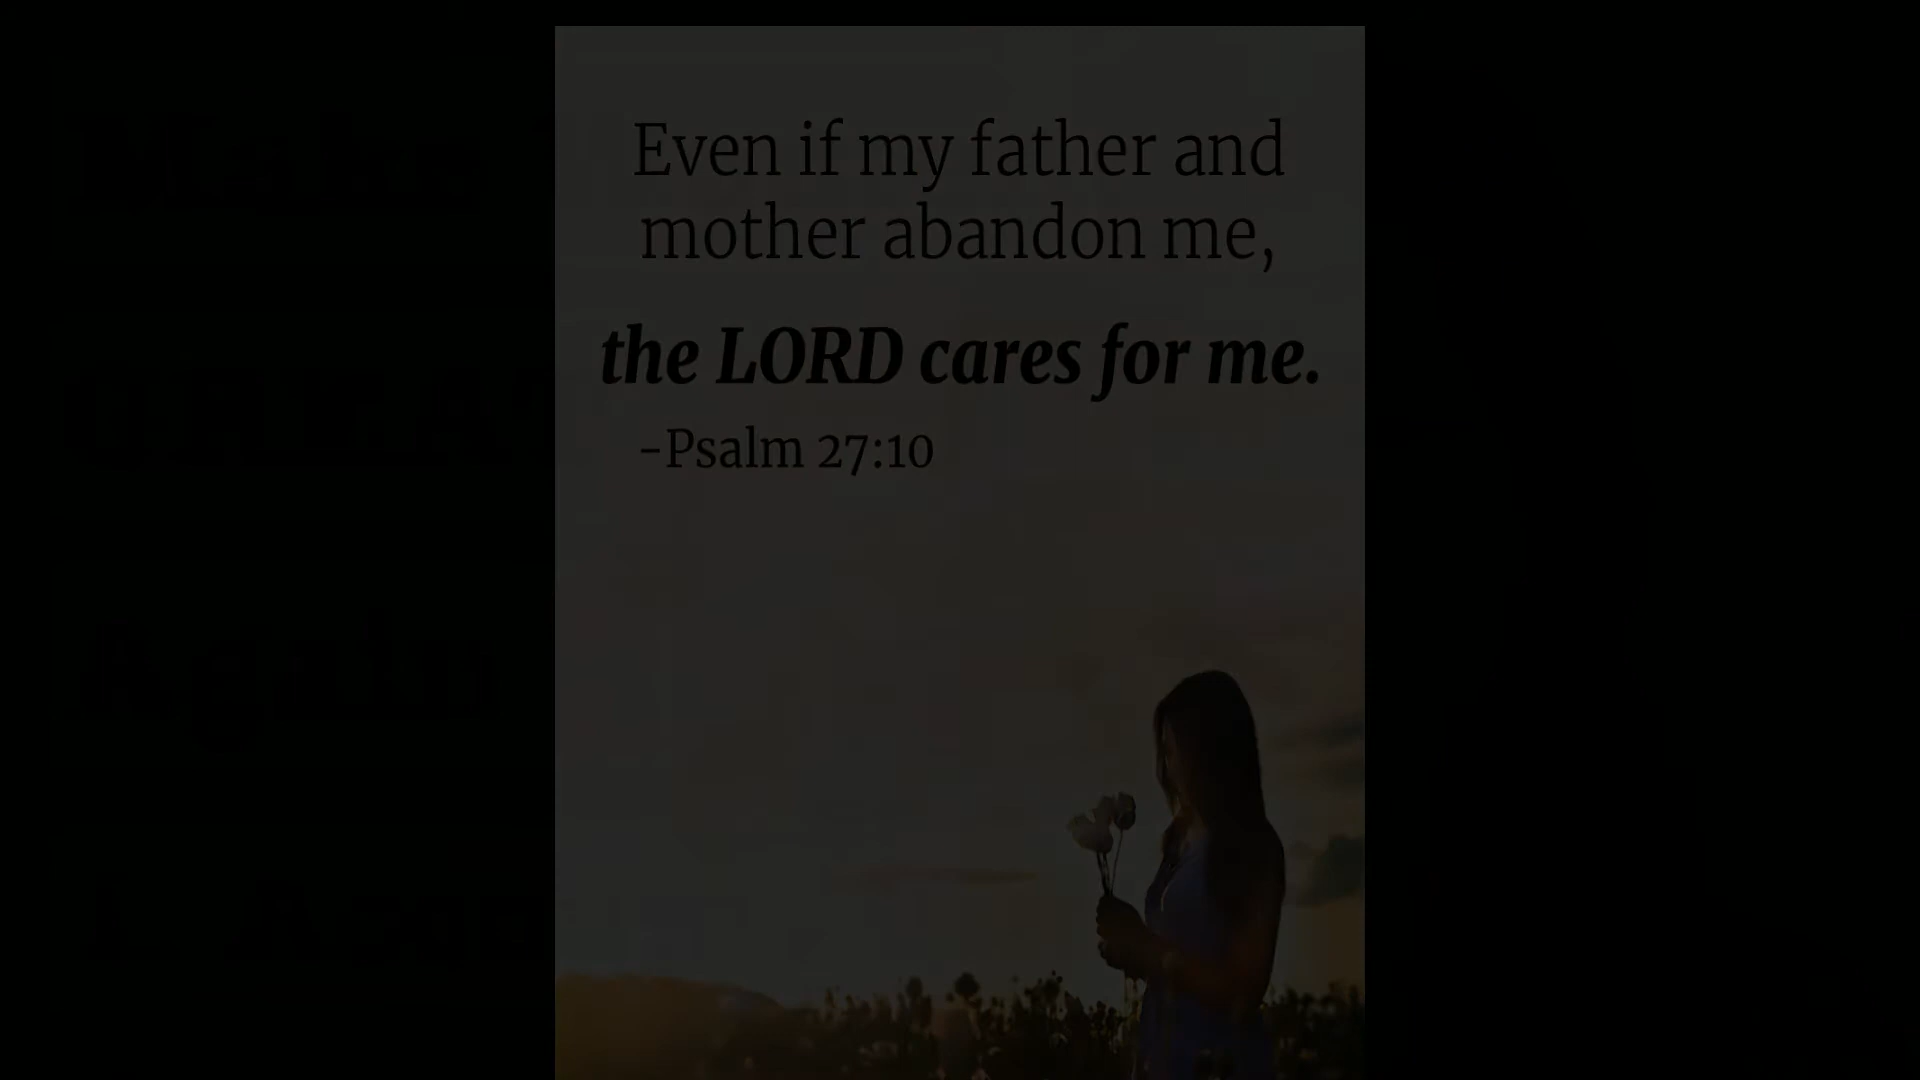 Even if my father and
mother abandon me,
the LORD cares for me.
-Psalm 27:10